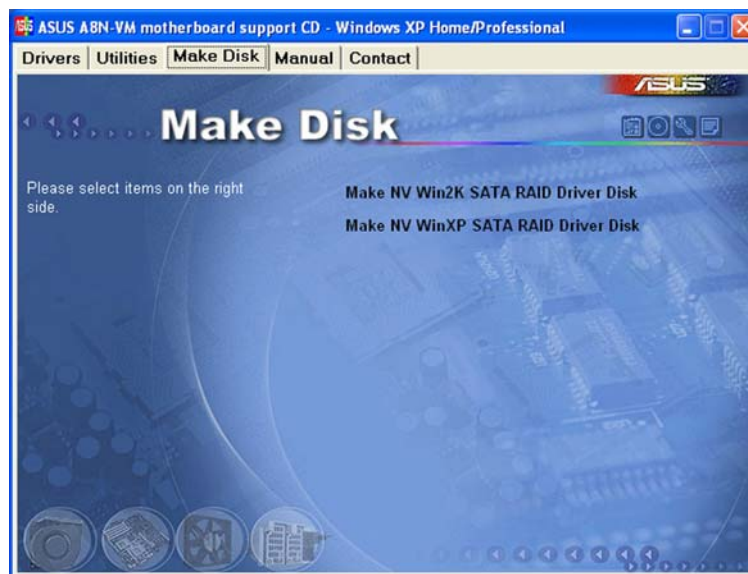 ASUS A8N-VM motherboard support CD - Windows XP Home/Professional
Drivers Utilities Make Disk Manual Contact
ASUS
Make Disk
Please select items on the right
side.
Make NV Win2K SATA RAID Driver Disk
Make NV WinXP SATA RAID Driver Disk